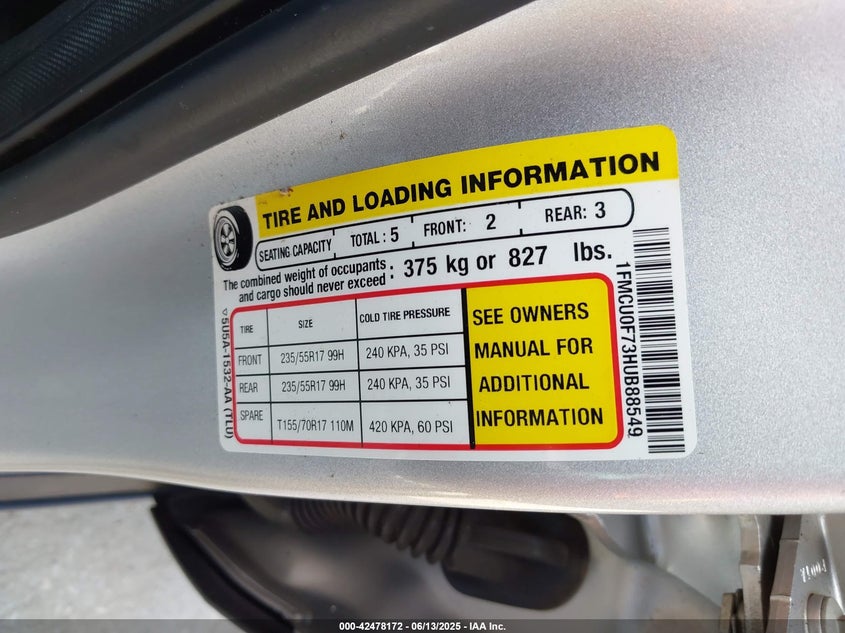 TIRE AND LOADING INFORMATION
SEATING CAPACITY TOTAL : 5 FRONT: 2 REAR: 3
The combined weight of occupants
and cargo should never exceed : 375 kg or 827 lbs.
TIRE SIZE COLD TIRE PRESSURE
FRONT 235/55R17 99H 240 KPA, 35 PSI
REAR 235/55R17 99H 240 KPA, 35 PSI
SPARE T155/70R17 110M 420 KPA, 60 PSI
SEE OWNERS
MANUAL FOR
ADDITIONAL
INFORMATION
5U5A-1532-AA (TLU)
1FMCU0F73HUB88549
000-42478172 - 06/13/2025 - IAA Inc.